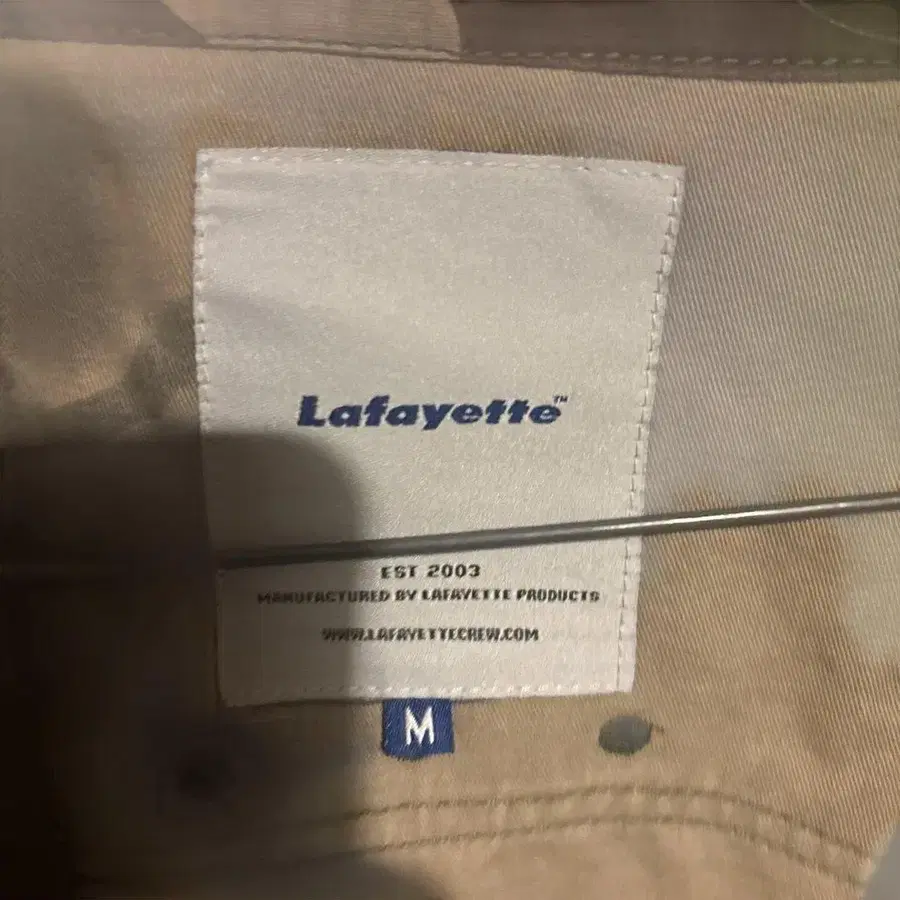 Lafayette™
EST 2003
MANUFACTURED BY LAFAYETTE PRODUCTS
WWW.LAFAYETTECREW.COM
M